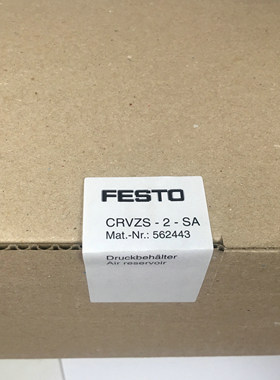 FESTO
CRVZS - 2 - SA
Mat.-Nr.: 562443
Druckbehälter
Air reservoir